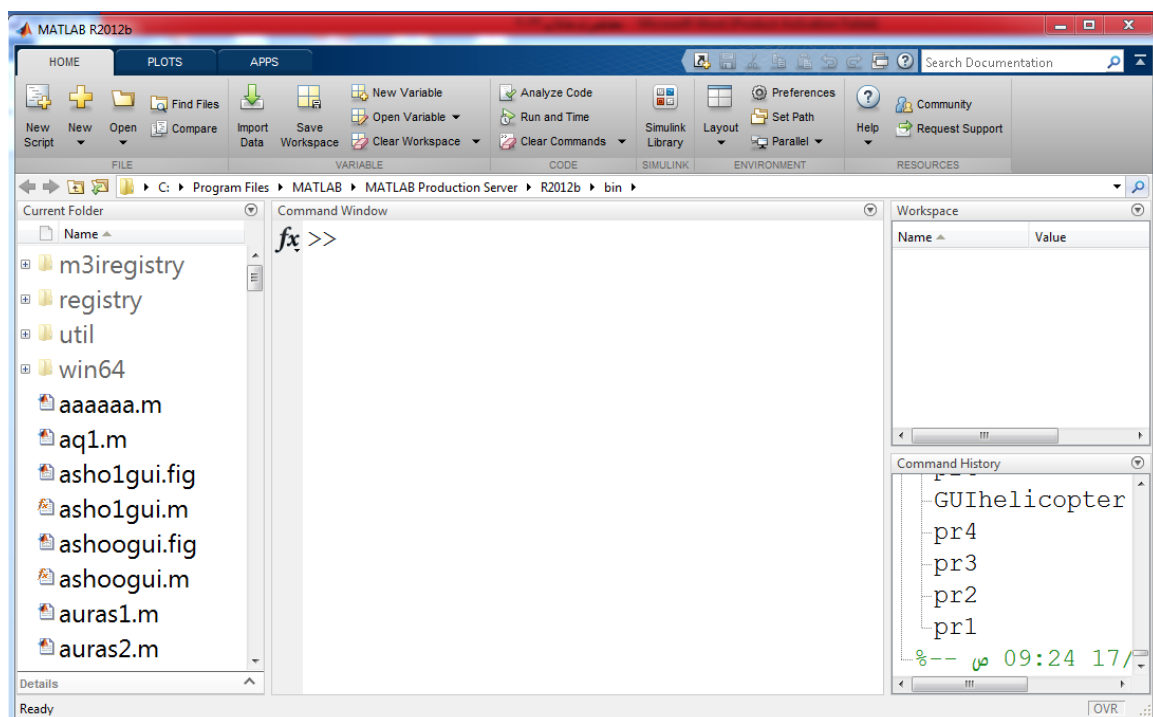 MATLAB R2012b
HOME PLOTS APPS
Search Documentation
New Script
New
Open
Find Files
Compare
FILE
Import Data
Save Workspace
New Variable
Open Variable
Clear Workspace
VARIABLE
Analyze Code
Run and Time
Clear Commands
CODE
Simulink Library
SIMULINK
Layout
Preferences
Set Path
Parallel
ENVIRONMENT
Help
Community
Request Support
RESOURCES
C: Program Files MATLAB MATLAB Production Server R2012b bin
Current Folder
Name
m3iregistry
registry
util
win64
aaaaaa.m
aq1.m
asho1gui.fig
asho1gui.m
ashoogui.fig
ashoogui.m
auras1.m
auras2.m
Details
Command Window
fx >>
Workspace
Name Value
Command History
GUIhelicopter
pr4
pr3
pr2
pr1
%-- ص 09:24 17/
Ready
OVR